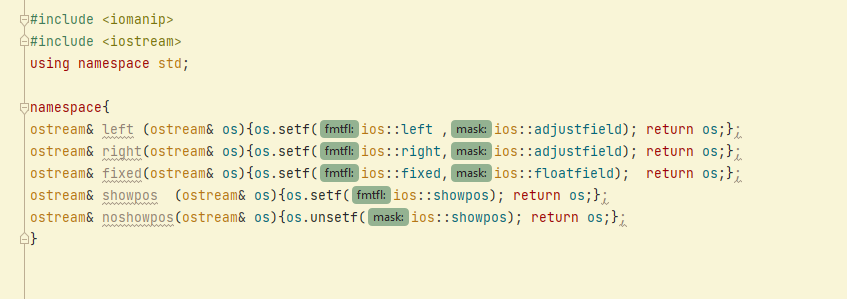 #include <iomanip>
#include <iostream>
using namespace std;
namespace{
ostream& left (ostream& os){os.setf( fmtfl: ios::left , mask: ios::adjustfield); return os;};
ostream& right(ostream& os){os.setf( fmtfl: ios::right, mask: ios::adjustfield); return os;};
ostream& fixed(ostream& os){os.setf( fmtfl: ios::fixed, mask: ios::floatfield);  return os;};
ostream& showpos  (ostream& os){os.setf( fmtfl: ios::showpos); return os;};
ostream& noshowpos(ostream& os){os.unsetf( mask: ios::showpos); return os;};
}